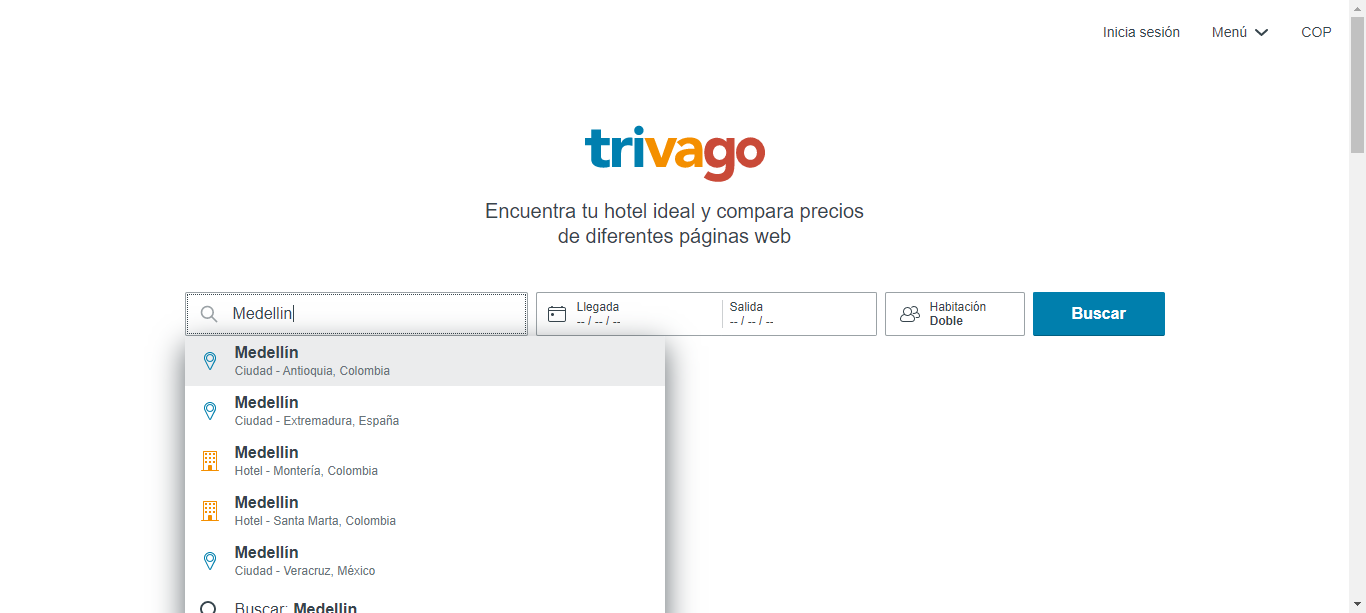 Inicia sesión Menú COP
trivago
Encuentra tu hotel ideal y compara precios
de diferentes páginas web
Medellin
Llegada
-- / -- / --
Salida
-- / -- / --
Habitación
Doble
Buscar
Medellín
Ciudad - Antioquia, Colombia
Medellín
Ciudad - Extremadura, España
Medellin
Hotel - Montería, Colombia
Medellin
Hotel - Santa Marta, Colombia
Medellín
Ciudad - Veracruz, México
Buscar: Medellin